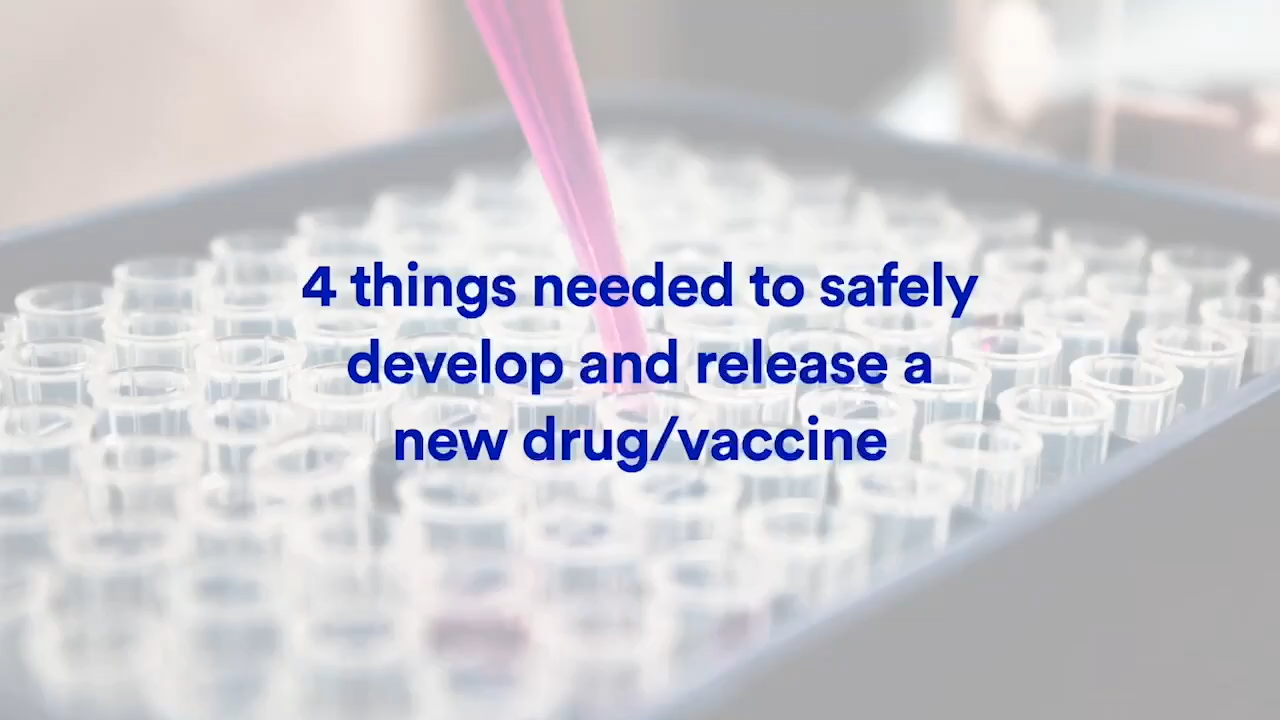 4 things needed to safely
develop and release a
new drug/vaccine